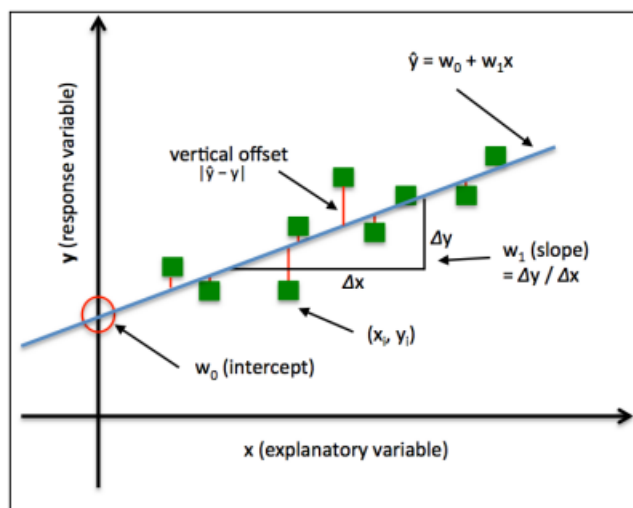 ŷ = w₀ + w₁x
vertical offset
|ŷ – y|
y (response variable)
Δy
w₁ (slope)
= Δy / Δx
Δx
(xᵢ, yᵢ)
w₀ (intercept)
x (explanatory variable)